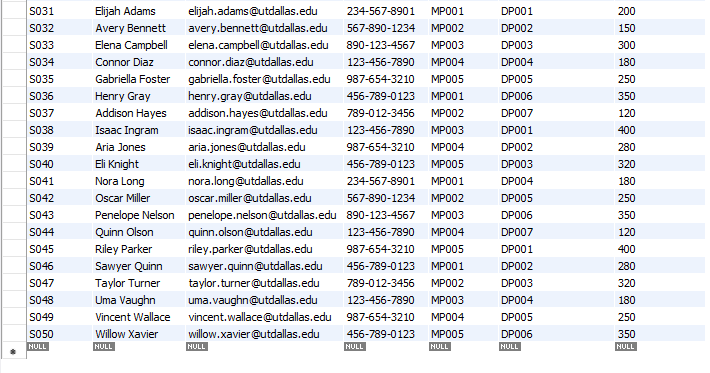 S031 Elijah Adams elijah.adams@utdallas.edu 234-567-8901 MP001 DP001 200
S032 Avery Bennett avery.bennett@utdallas.edu 567-890-1234 MP002 DP002 150
S033 Elena Campbell elena.campbell@utdallas.edu 890-123-4567 MP003 DP003 300
S034 Connor Diaz connor.diaz@utdallas.edu 123-456-7890 MP004 DP004 180
S035 Gabriella Foster gabriella.foster@utdallas.edu 987-654-3210 MP005 DP005 250
S036 Henry Gray henry.gray@utdallas.edu 456-789-0123 MP001 DP006 350
S037 Addison Hayes addison.hayes@utdallas.edu 789-012-3456 MP002 DP007 120
S038 Isaac Ingram isaac.ingram@utdallas.edu 123-456-7890 MP003 DP001 400
S039 Aria Jones aria.jones@utdallas.edu 987-654-3210 MP004 DP002 280
S040 Eli Knight eli.knight@utdallas.edu 456-789-0123 MP005 DP003 320
S041 Nora Long nora.long@utdallas.edu 234-567-8901 MP001 DP004 180
S042 Oscar Miller oscar.miller@utdallas.edu 567-890-1234 MP002 DP005 250
S043 Penelope Nelson penelope.nelson@utdallas.edu 890-123-4567 MP003 DP006 350
S044 Quinn Olson quinn.olson@utdallas.edu 123-456-7890 MP004 DP007 120
S045 Riley Parker riley.parker@utdallas.edu 987-654-3210 MP005 DP001 400
S046 Sawyer Quinn sawyer.quinn@utdallas.edu 456-789-0123 MP001 DP002 280
S047 Taylor Turner taylor.turner@utdallas.edu 789-012-3456 MP002 DP003 320
S048 Uma Vaughn uma.vaughn@utdallas.edu 123-456-7890 MP003 DP004 180
S049 Vincent Wallace vincent.wallace@utdallas.edu 987-654-3210 MP004 DP005 250
S050 Willow Xavier willow.xavier@utdallas.edu 456-789-0123 MP005 DP006 350
NULL NULL NULL NULL NULL NULL NULL